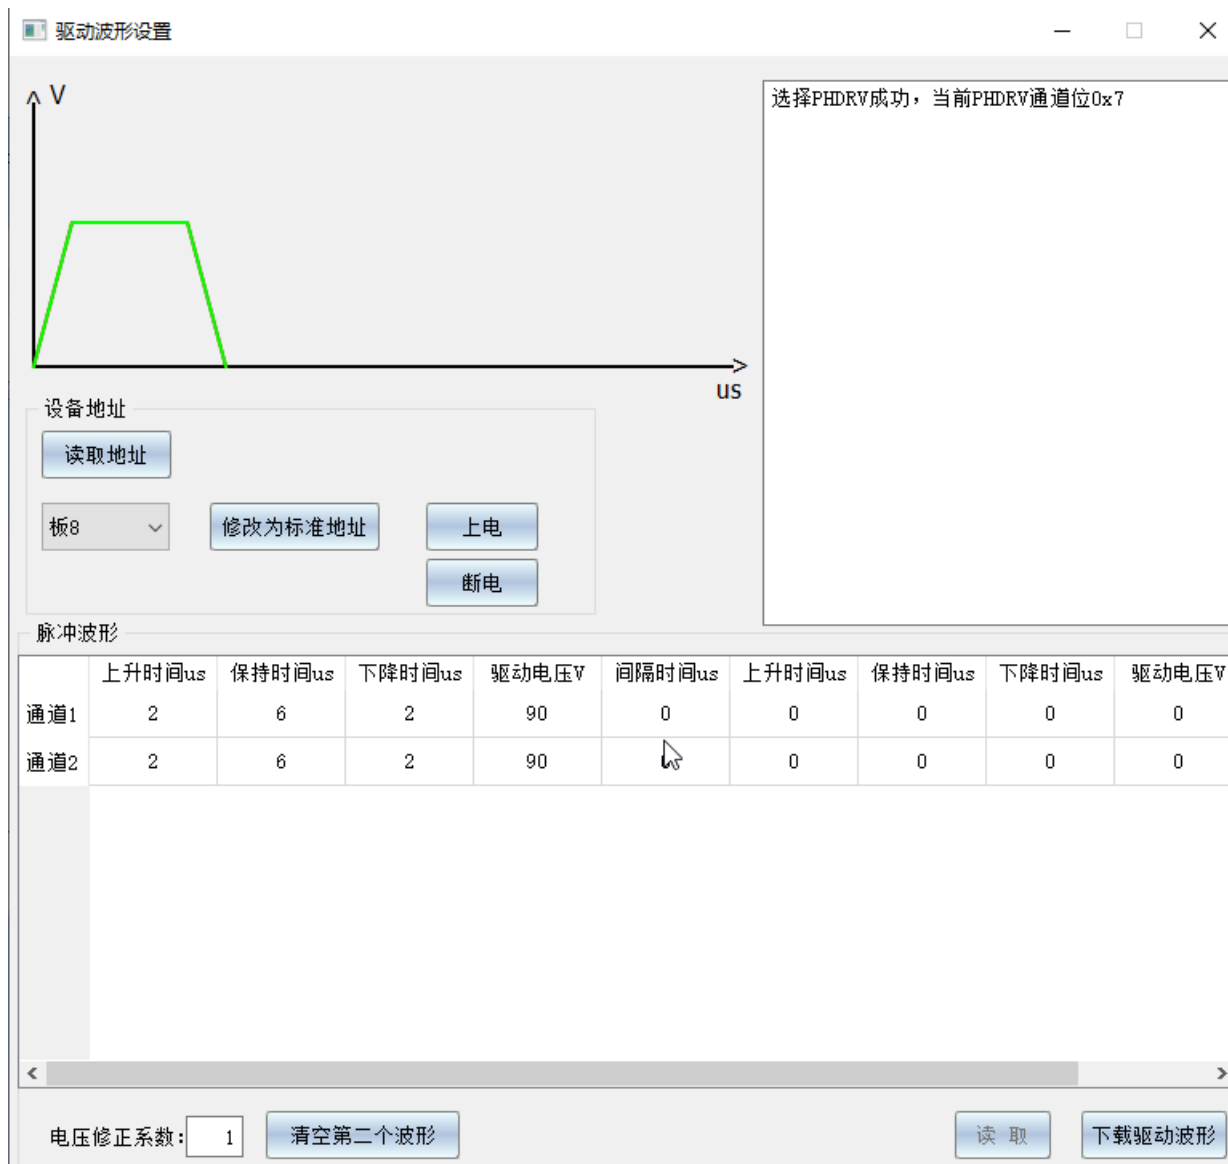 驱动波形设置
V
选择PHDRV成功，当前PHDRV通道位0x7
us
设备地址
读取地址
板8
修改为标准地址
上电
断电
脉冲波形
上升时间us 保持时间us 下降时间us 驱动电压V 间隔时间us 上升时间us 保持时间us 下降时间us 驱动电压V
通道1 2 6 2 90 0 0 0 0 0
通道2 2 6 2 90 0 0 0 0
电压修正系数: 1 清空第二个波形 读 取 下载驱动波形